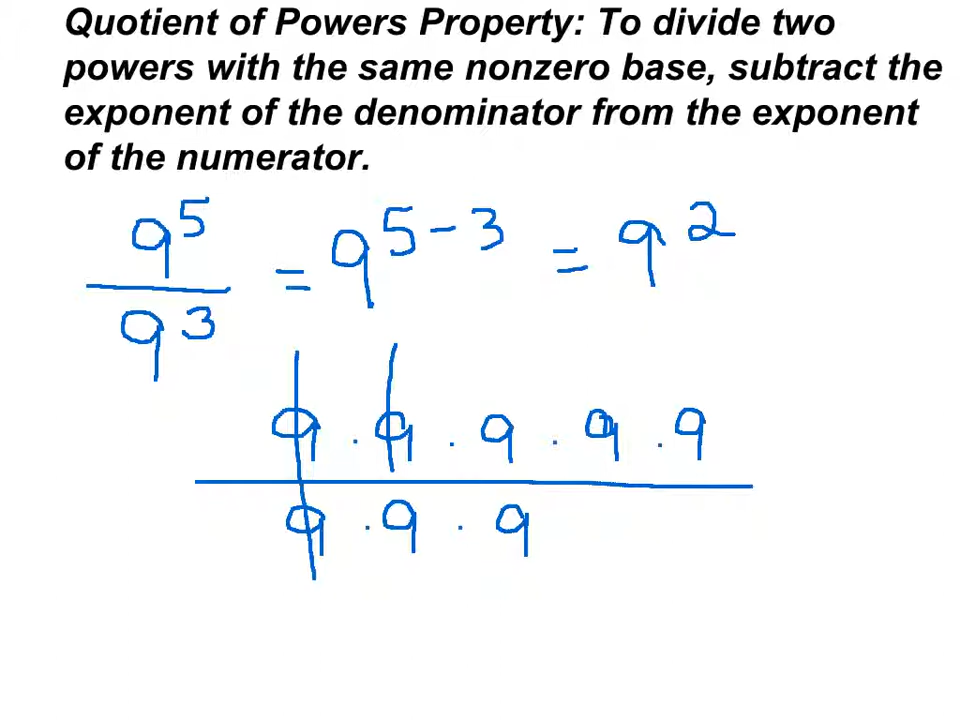 Quotient of Powers Property: To divide two
powers with the same nonzero base, subtract the
exponent of the denominator from the exponent
of the numerator.
9^5 / 9^3 = 9^(5-3) = 9^2
9 · 9 · 9 · 9 · 9
9 · 9 · 9